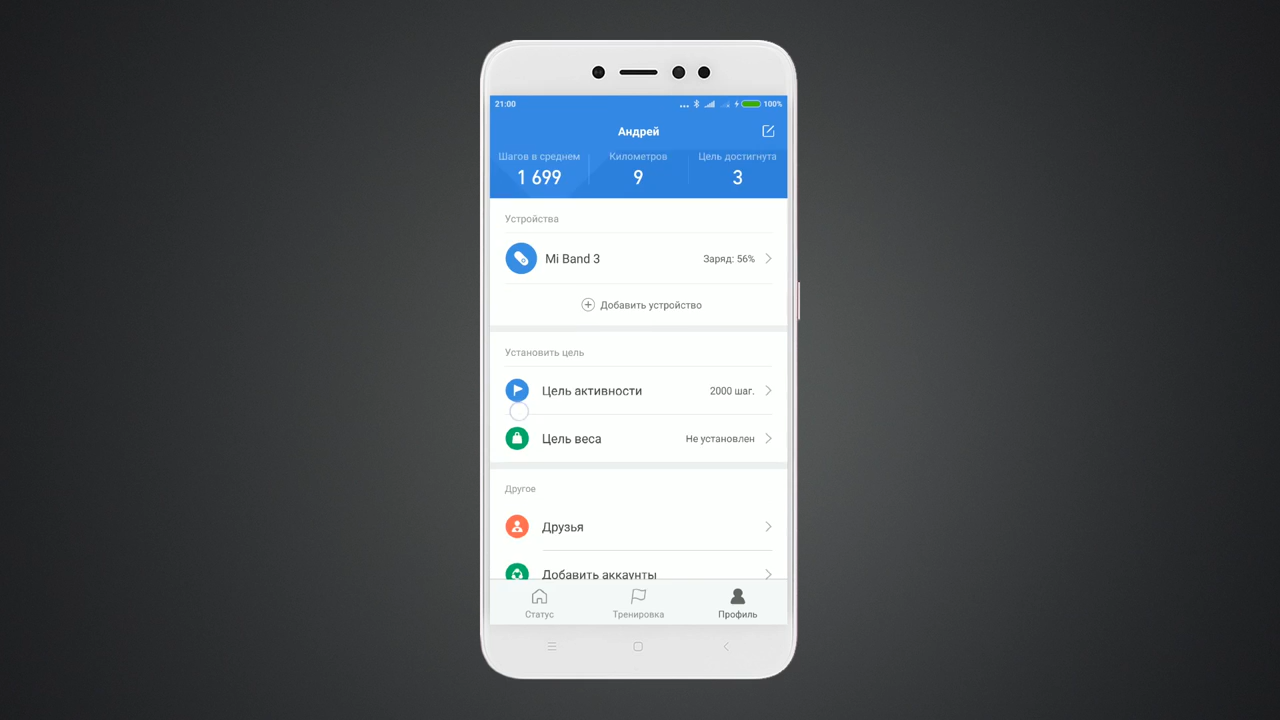 21:00 100%
Андрей
Шагов в среднем Километров Цель достигнута
1 699 9 3
Устройства
Mi Band 3 Заряд: 56%
Добавить устройство
Установить цель
Цель активности 2000 шаг.
Цель веса Не установлен
Другое
Друзья
Добавить аккаунты
Статус Тренировка Профиль